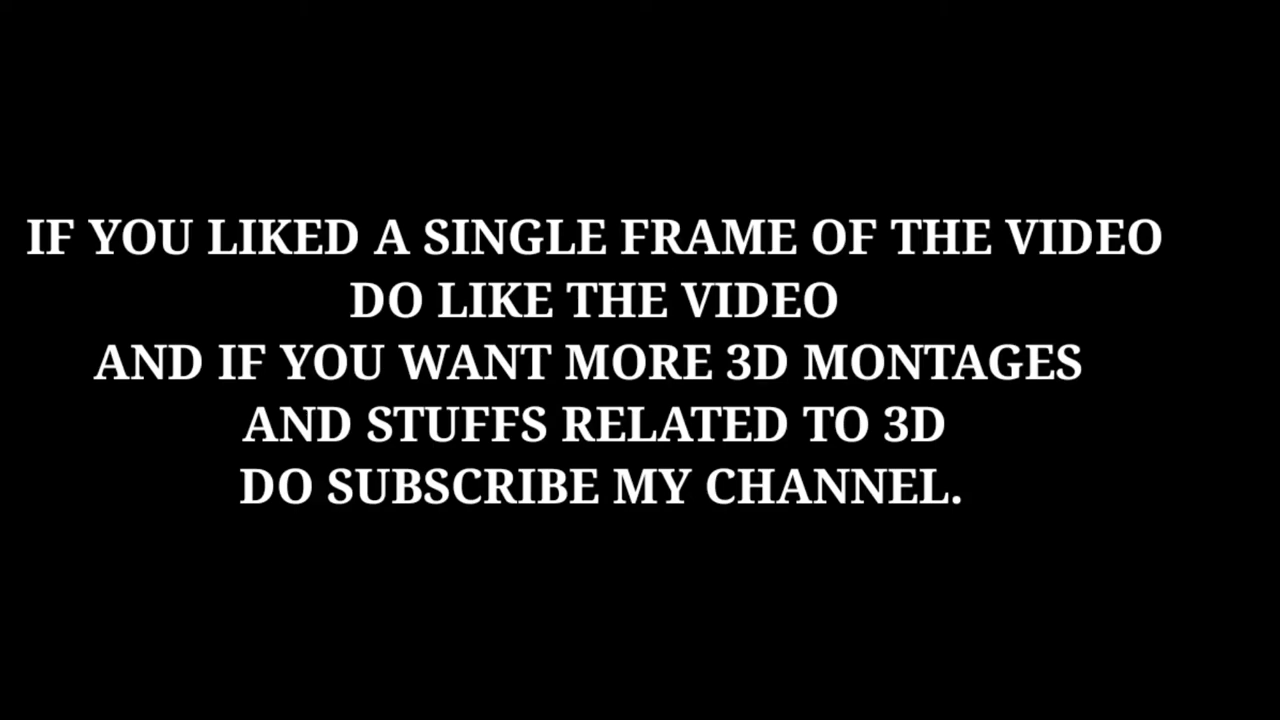 IF YOU LIKED A SINGLE FRAME OF THE VIDEO
DO LIKE THE VIDEO
AND IF YOU WANT MORE 3D MONTAGES
AND STUFFS RELATED TO 3D
DO SUBSCRIBE MY CHANNEL.